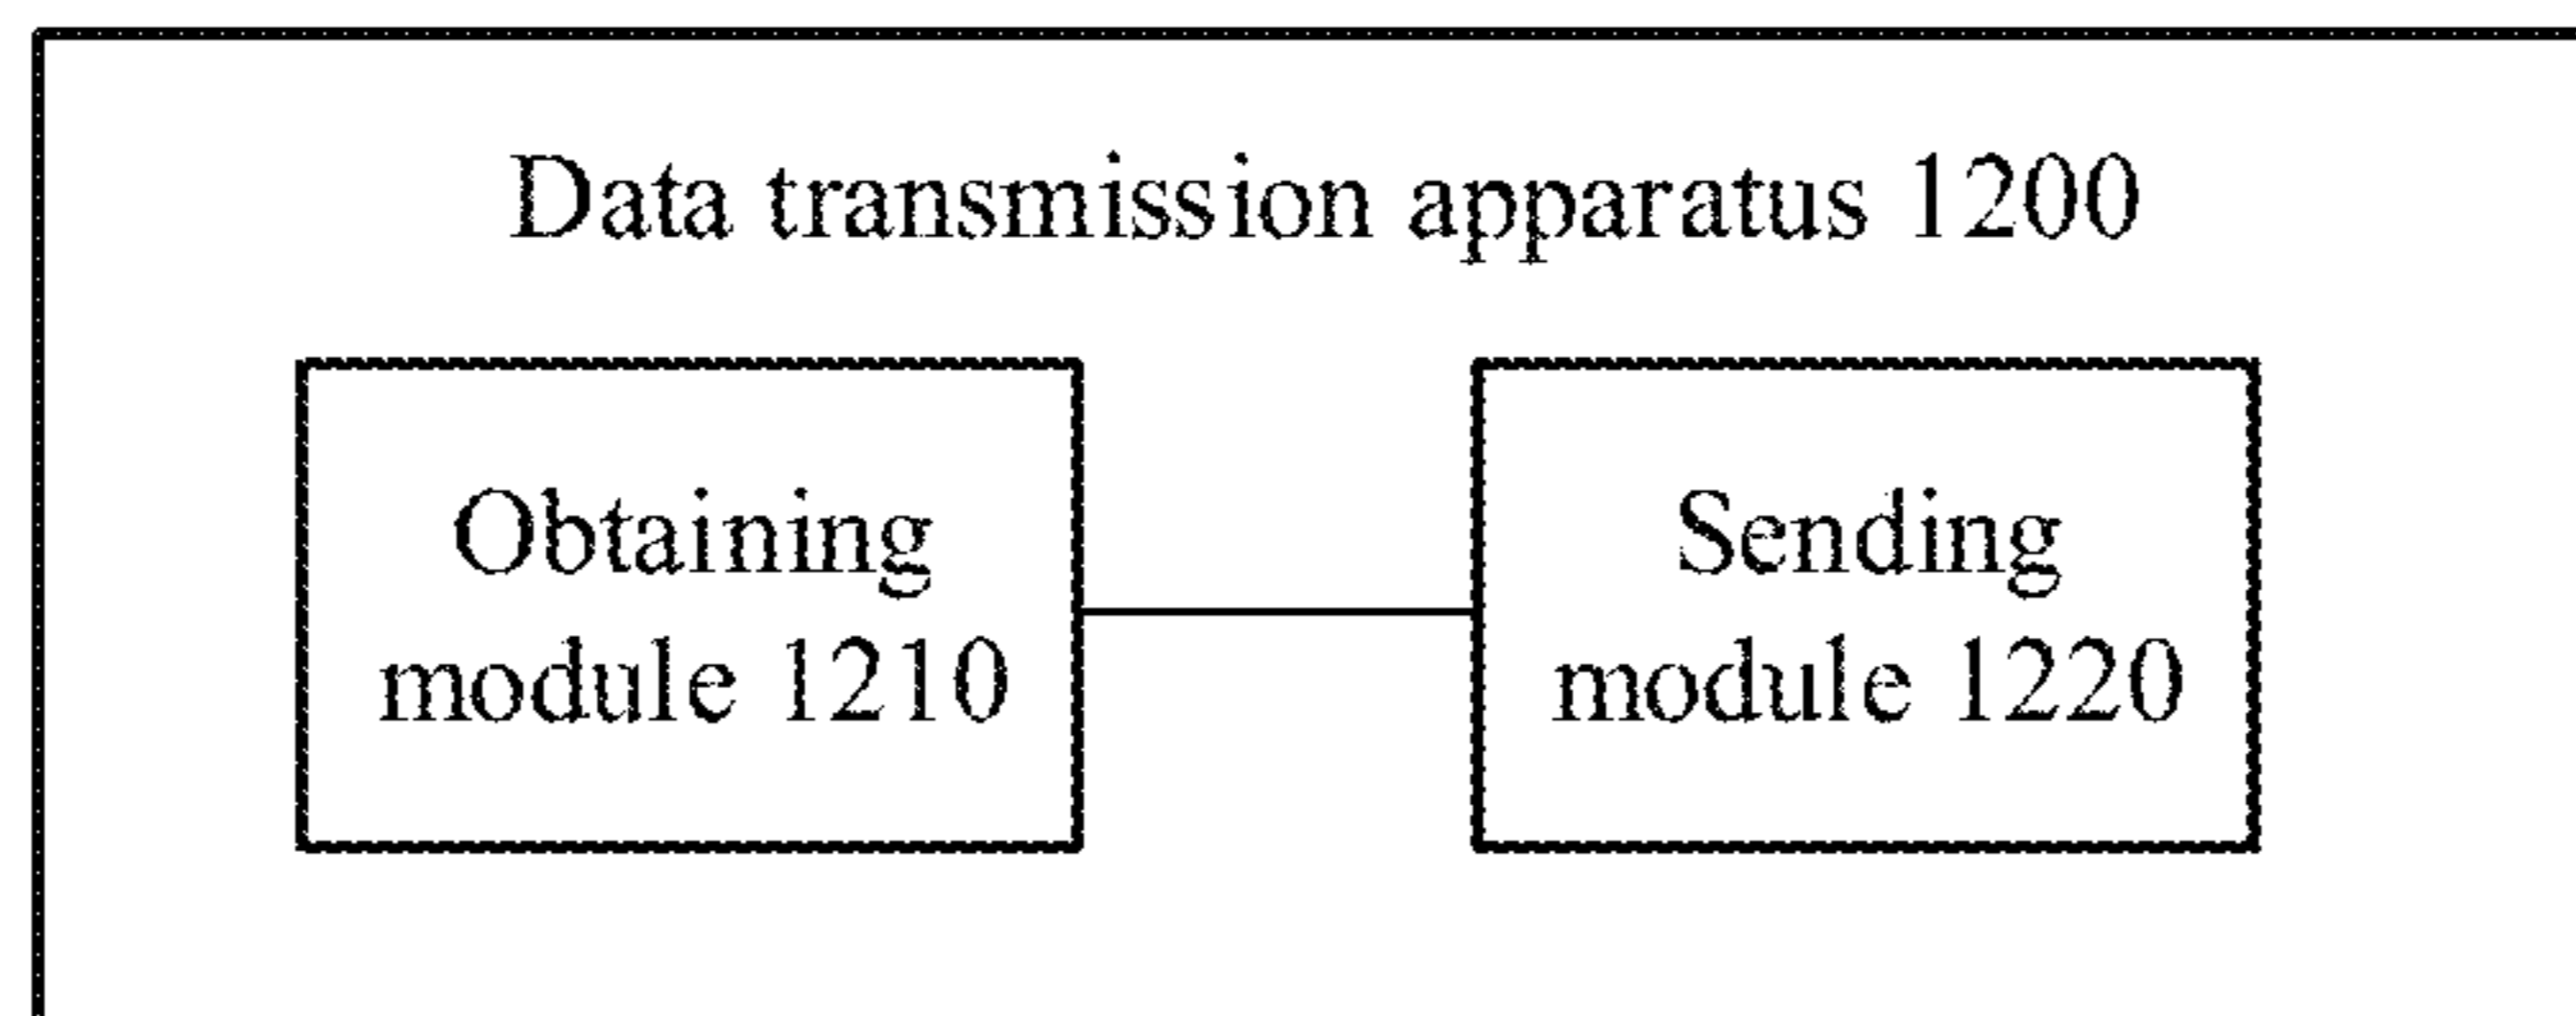 Data transmission apparatus 1200
Obtaining
module 1210
Sending
module 1220